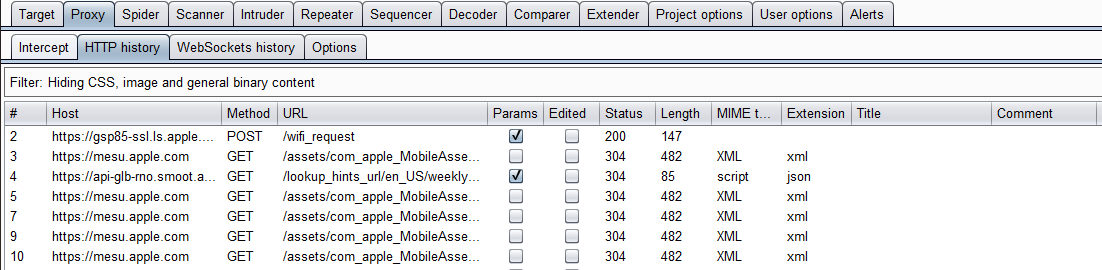 Target Proxy Spider Scanner Intruder Repeater Sequencer Decoder Comparer Extender Project options User options Alerts
Intercept HTTP history WebSockets history Options
Filter: Hiding CSS, image and general binary content
# Host Method URL Params Edited Status Length MIME t... Extension Title Comment
2 https://gsp85-ssl.ls.apple.... POST /wifi_request 200 147
3 https://mesu.apple.com GET /assets/com_apple_MobileAsse... 304 482 XML xml
4 https://api-glb-rno.smoot.a... GET /lookup_hints_url/en_US/weekly... 304 85 script json
5 https://mesu.apple.com GET /assets/com_apple_MobileAsse... 304 482 XML xml
7 https://mesu.apple.com GET /assets/com_apple_MobileAsse... 304 482 XML xml
9 https://mesu.apple.com GET /assets/com_apple_MobileAsse... 304 482 XML xml
10 https://mesu.apple.com GET /assets/com_apple_MobileAsse... 304 482 XML xml